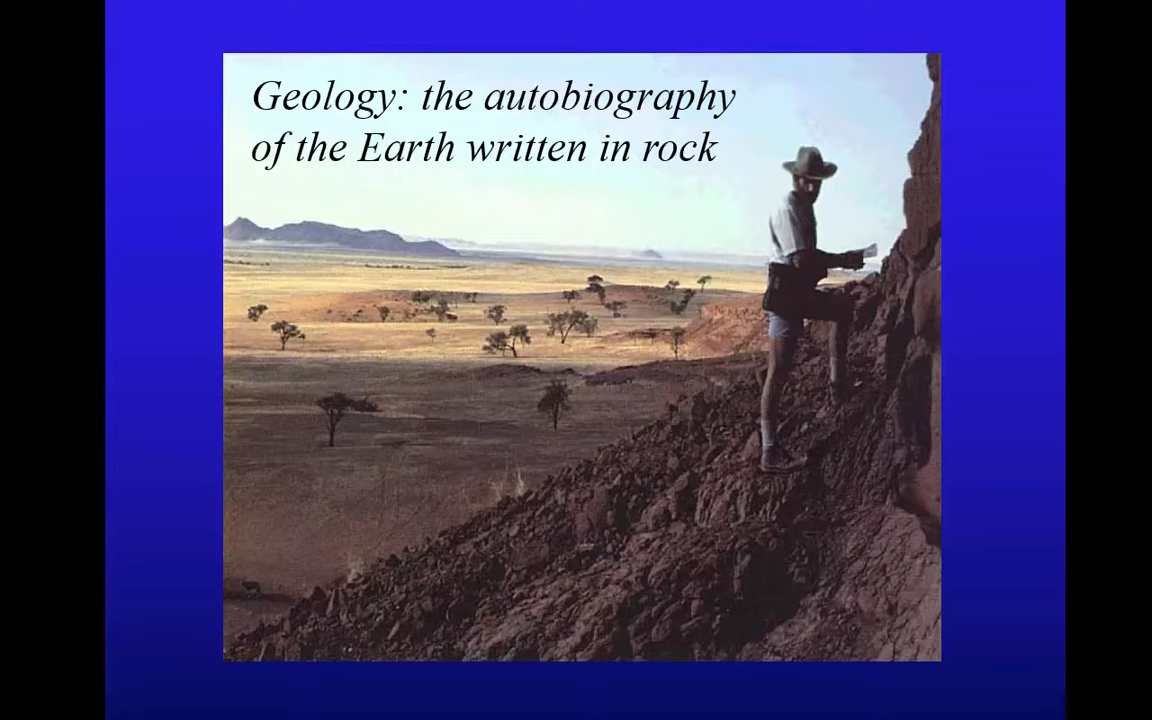 Geology: the autobiography
of the Earth written in rock